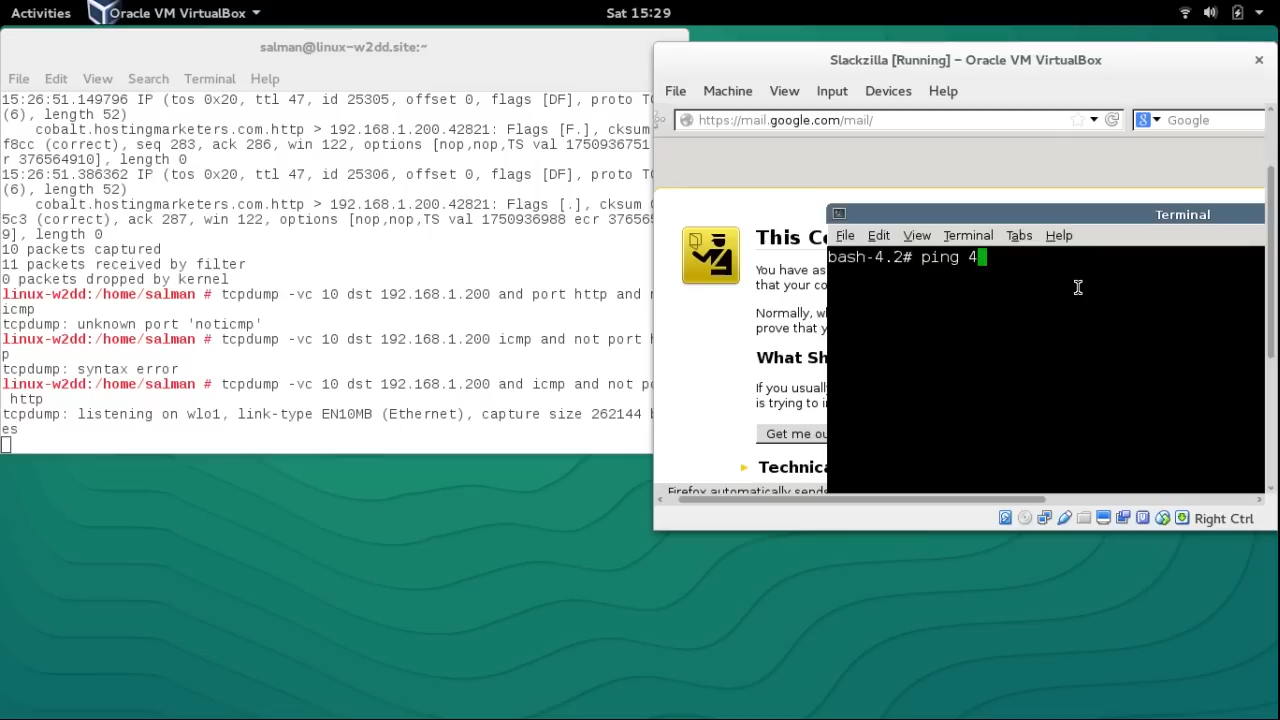 Activities
Oracle VM VirtualBox
Sat 15:29
salman@linux-w2dd.site:~
File Edit View Search Terminal Help
15:26:51.149796 IP (tos 0x20, ttl 47, id 25305, offset 0, flags [DF], proto TC
(6), length 52)
cobalt.hostingmarketers.com.http > 192.168.1.200.42821: Flags [F.], cksum
f8cc (correct), seq 283, ack 286, win 122, options [nop,nop,TS val 1750936751
r 376564910], length 0
15:26:51.386362 IP (tos 0x20, ttl 47, id 25306, offset 0, flags [DF], proto TC
(6), length 52)
cobalt.hostingmarketers.com.http > 192.168.1.200.42821: Flags [.], cksum
5c3 (correct), ack 287, win 122, options [nop,nop,TS val 1750936988 ecr 37656
9], length 0
10 packets captured
11 packets received by filter
0 packets dropped by kernel
linux-w2dd:/home/salman # tcpdump -vc 10 dst 192.168.1.200 and port http and n
icmp
tcpdump: unknown port 'noticmp'
linux-w2dd:/home/salman # tcpdump -vc 10 dst 192.168.1.200 icmp and not port h
p
tcpdump: syntax error
linux-w2dd:/home/salman # tcpdump -vc 10 dst 192.168.1.200 and icmp and not po
http
tcpdump: listening on wlo1, link-type EN10MB (Ethernet), capture size 262144 b
es
Slackzilla [Running] – Oracle VM VirtualBox
File Machine View Input Devices Help
https://mail.google.com/mail/
Google
This Co
You have as
that your co
Normally, w
prove that y
What Sh
If you usuall
is trying to i
Get me ou
Technica
Firefox automatically sends
Terminal
File Edit View Terminal Tabs Help
bash-4.2# ping 4
Right Ctrl